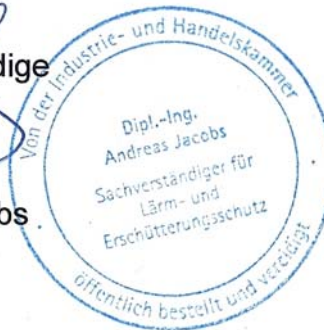 dige
bs
Von der Industrie- und Handelskammer
Dipl.-Ing.
Andreas Jacobs
Sachverständiger für
Lärm- und
Erschütterungsschutz
öffentlich bestellt und vereidigt